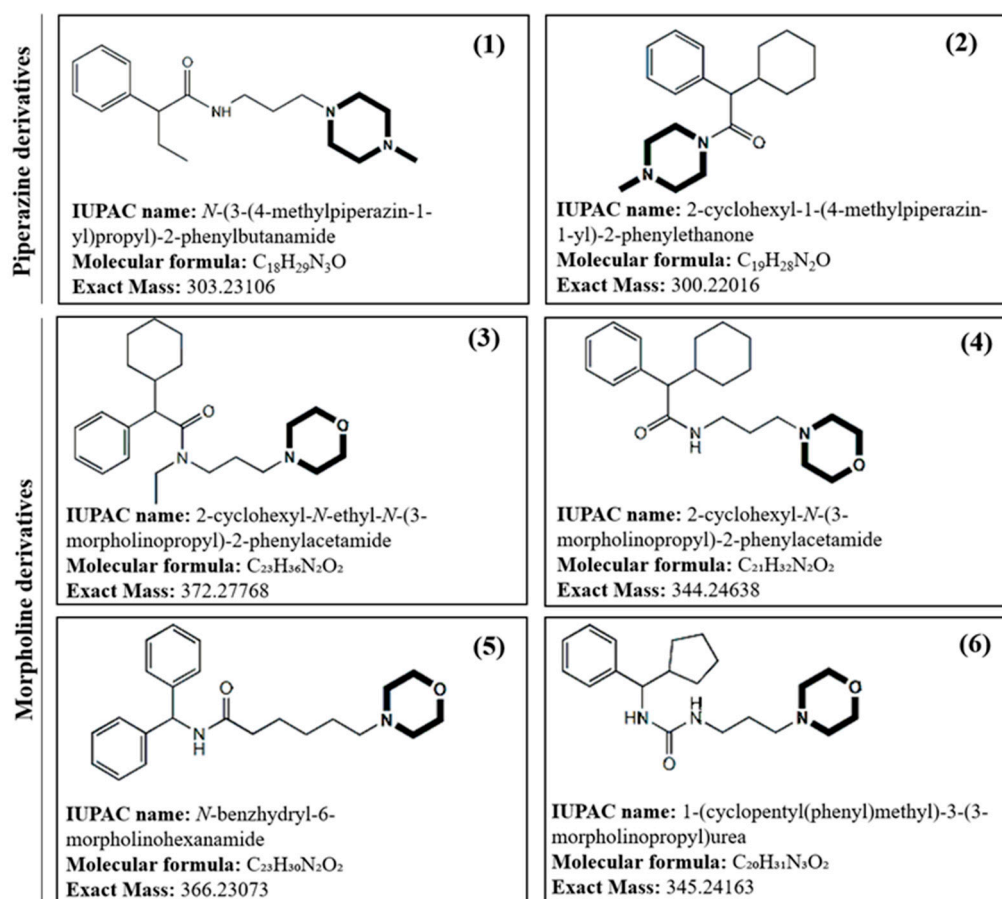 Piperazine derivatives
(1)
O
NH
N
N
IUPAC name: N-(3-(4-methylpiperazin-1-
yl)propyl)-2-phenylbutanamide
Molecular formula: C₁₈H₂₉N₃O
Exact Mass: 303.23106
(2)
N
O
N
IUPAC name: 2-cyclohexyl-1-(4-methylpiperazin-
1-yl)-2-phenylethanone
Molecular formula: C₁₉H₂₈N₂O
Exact Mass: 300.22016
Morpholine derivatives
(3)
O
O
N
N
IUPAC name: 2-cyclohexyl-N-ethyl-N-(3-
morpholinopropyl)-2-phenylacetamide
Molecular formula: C₂₃H₃₆N₂O₂
Exact Mass: 372.27768
(4)
O
N
H
N
O
IUPAC name: 2-cyclohexyl-N-(3-
morpholinopropyl)-2-phenylacetamide
Molecular formula: C₂₁H₃₂N₂O₂
Exact Mass: 344.24638
(5)
O
O
N
N
H
IUPAC name: N-benzhydryl-6-
morpholinohexanamide
Molecular formula: C₂₃H₃₀N₂O₂
Exact Mass: 366.23073
(6)
O
H
HN
N
N
O
IUPAC name: 1-(cyclopentyl(phenyl)methyl)-3-(3-
morpholinopropyl)urea
Molecular formula: C₂₀H₃₁N₃O₂
Exact Mass: 345.24163